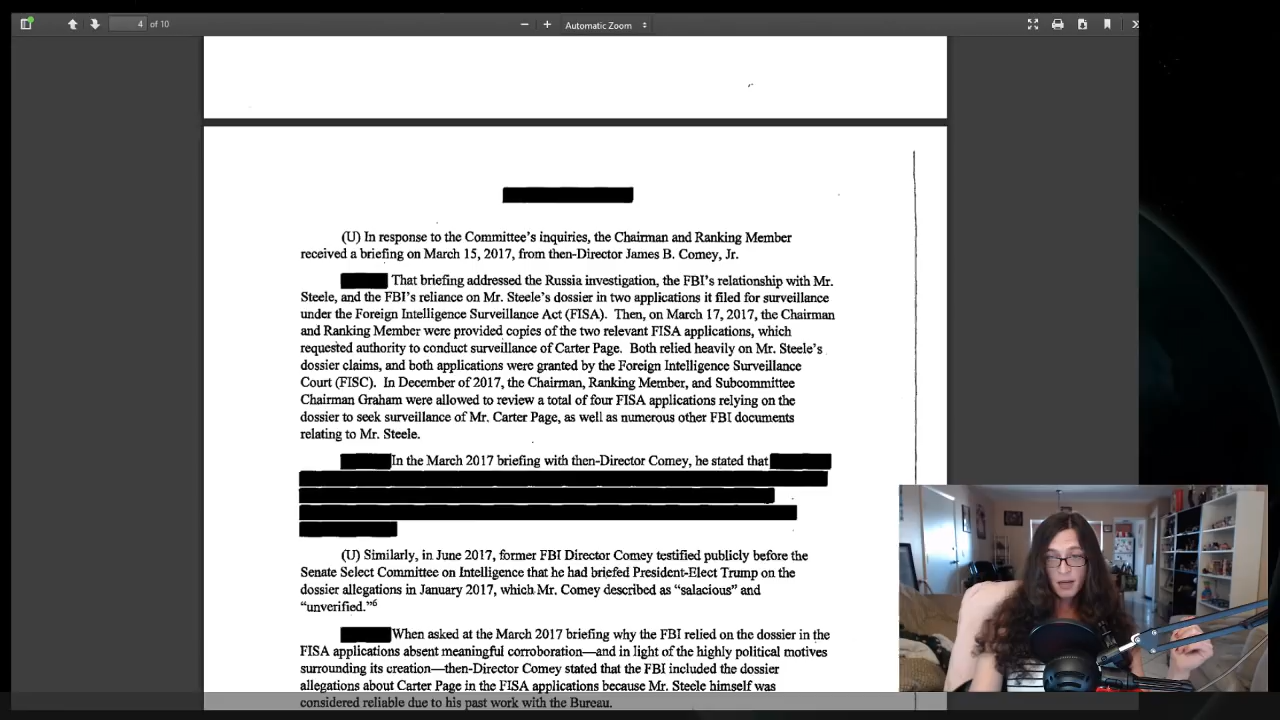 4 of 10
Automatic Zoom
(U) In response to the Committee's inquiries, the Chairman and Ranking Member
received a briefing on March 15, 2017, from then-Director James B. Comey, Jr.
That briefing addressed the Russia investigation, the FBI's relationship with Mr.
Steele, and the FBI's reliance on Mr. Steele's dossier in two applications it filed for surveillance
under the Foreign Intelligence Surveillance Act (FISA). Then, on March 17, 2017, the Chairman
and Ranking Member were provided copies of the two relevant FISA applications, which
requested authority to conduct surveillance of Carter Page. Both relied heavily on Mr. Steele's
dossier claims, and both applications were granted by the Foreign Intelligence Surveillance
Court (FISC). In December of 2017, the Chairman, Ranking Member, and Subcommittee
Chairman Graham were allowed to review a total of four FISA applications relying on the
dossier to seek surveillance of Mr. Carter Page, as well as numerous other FBI documents
relating to Mr. Steele.
In the March 2017 briefing with then-Director Comey, he stated that
(U) Similarly, in June 2017, former FBI Director Comey testified publicly before the
Senate Select Committee on Intelligence that he had briefed President-Elect Trump on the
dossier allegations in January 2017, which Mr. Comey described as “salacious” and
“unverified.”6
When asked at the March 2017 briefing why the FBI relied on the dossier in the
FISA applications absent meaningful corroboration—and in light of the highly political motives
surrounding its creation—then-Director Comey stated that the FBI included the dossier
allegations about Carter Page in the FISA applications because Mr. Steele himself was
considered reliable due to his past work with the Bureau.